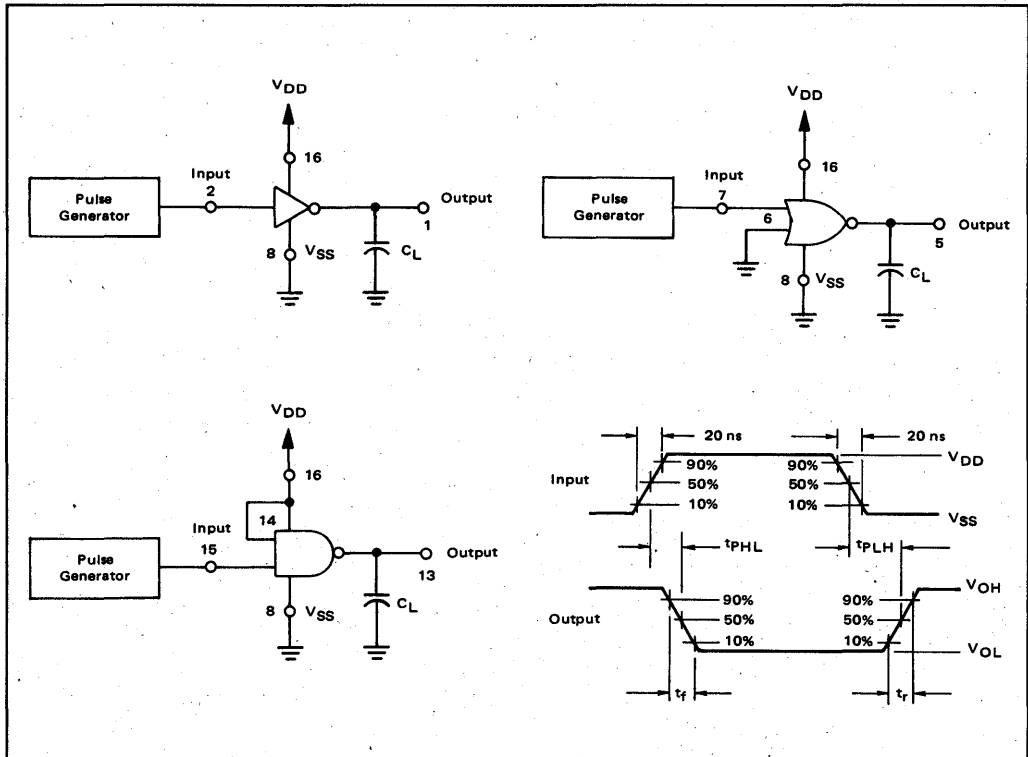 VDD
16
Input
2
Pulse
Generator
Output
1
8
VSS
CL
VDD
16
Input
7
6
Pulse
Generator
Output
5
8
VSS
CL
VDD
16
14
Input
15
Pulse
Generator
Output
13
8
VSS
CL
20 ns
20 ns
VDD
90%
90%
Input
50%
50%
10%
10%
VSS
tPHL
tPLH
VOH
90%
90%
Output
50%
50%
10%
10%
VOL
tf
tr